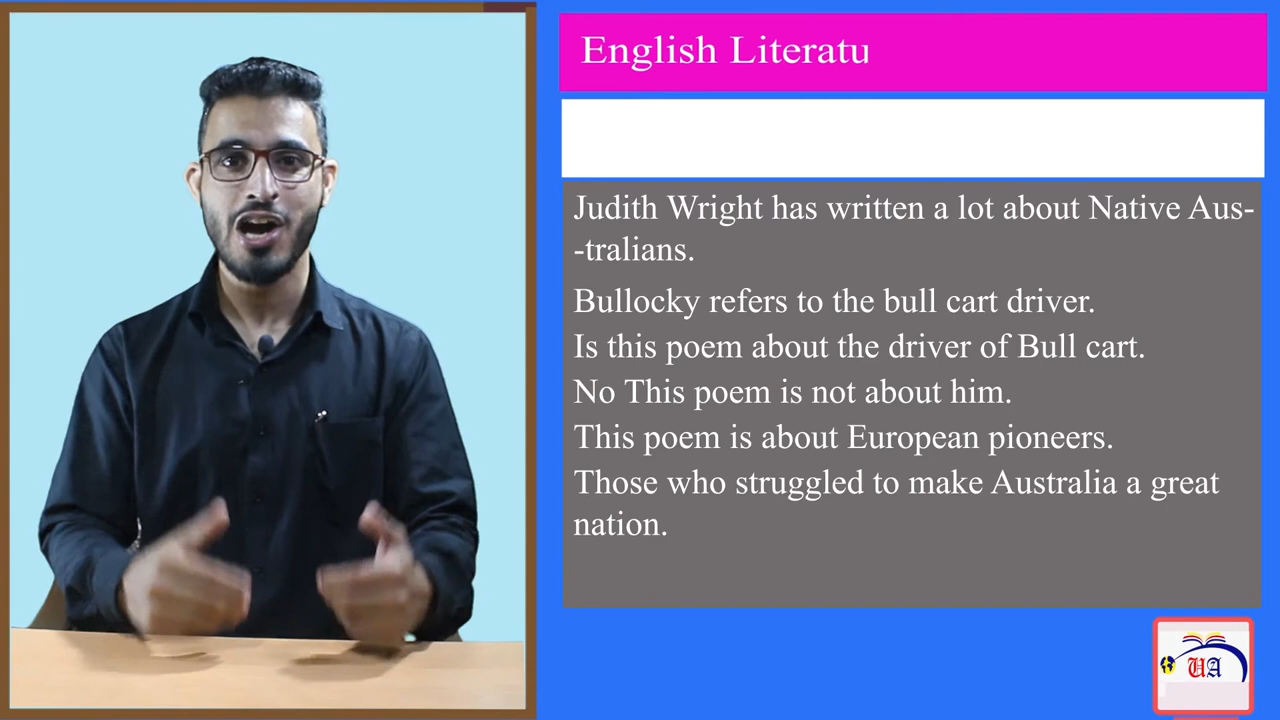 English Literatu
Judith Wright has written a lot about Native Aus-
-tralians.
Bullocky refers to the bull cart driver.
Is this poem about the driver of Bull cart.
No This poem is not about him.
This poem is about European pioneers.
Those who struggled to make Australia a great
nation.
UA